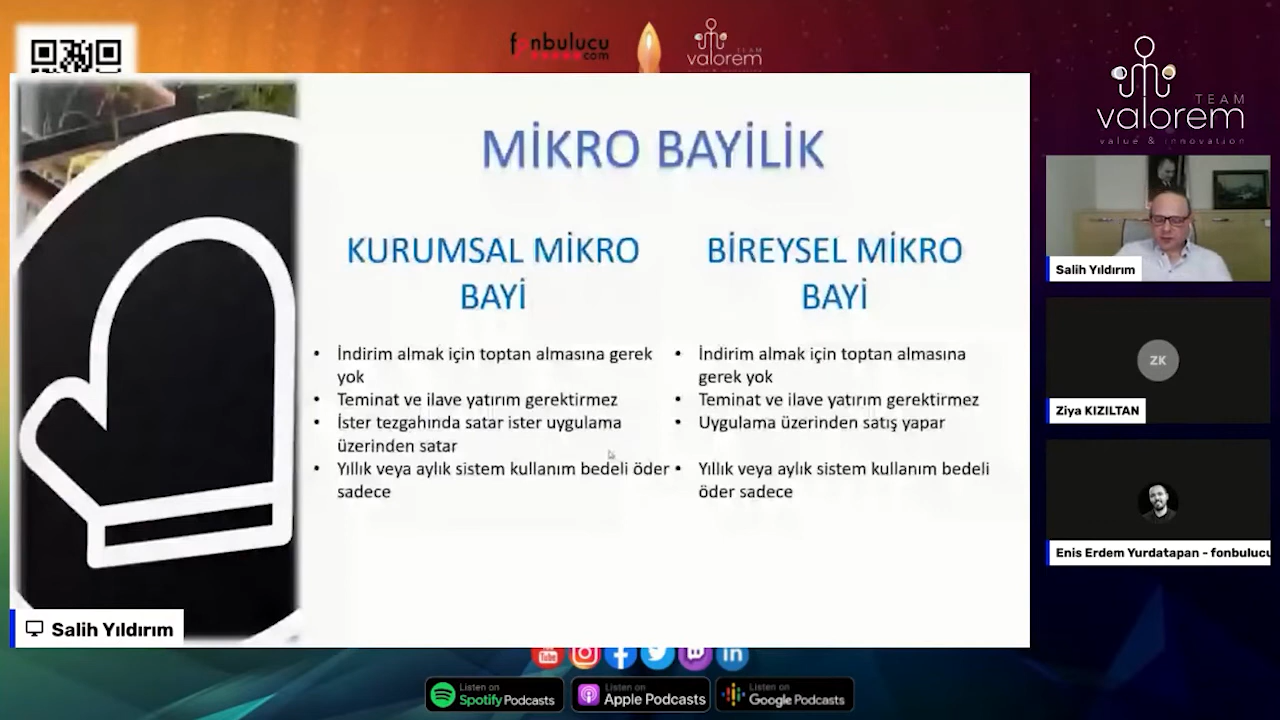 fonbulucu
.com
TEAM
valorem
TEAM
valorem
value & innovation
MİKRO BAYİLİK
KURUMSAL MİKRO
BAYİ
• İndirim almak için toptan almasına gerek
yok
• Teminat ve ilave yatırım gerektirmez
• İster tezgahında satar ister uygulama
üzerinden satar
• Yıllık veya aylık sistem kullanım bedeli öder
sadece
BİREYSEL MİKRO
BAYİ
• İndirim almak için toptan almasına
gerek yok
• Teminat ve ilave yatırım gerektirmez
• Uygulama üzerinden satış yapar
• Yıllık veya aylık sistem kullanım bedeli
öder sadece
Salih Yıldırım
ZK
Ziya KIZILTAN
Enis Erdem Yurdatapan - fonbulucu
Salih Yıldırım
You
Tube
in
Listen on
Spotify Podcasts
Listen on
Apple Podcasts
Listen on
Google Podcasts